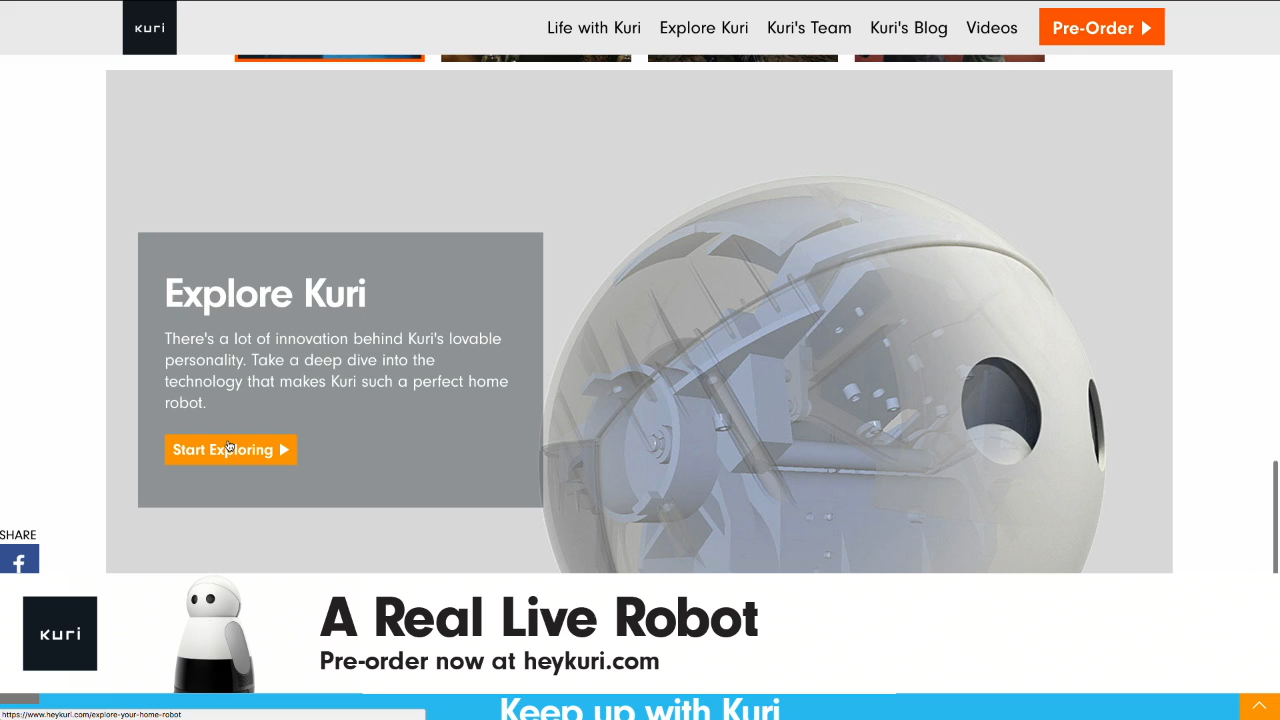 kuri
Life with Kuri
Explore Kuri
Kuri's Team
Kuri's Blog
Videos
Pre-Order
Explore Kuri
There's a lot of innovation behind Kuri's lovable
personality. Take a deep dive into the
technology that makes Kuri such a perfect home
robot.
Start Exploring
SHARE
f
kuri
A Real Live Robot
Pre-order now at heykuri.com
Keep up with Kuri
https://www.heykuri.com/explore-your-home-robot